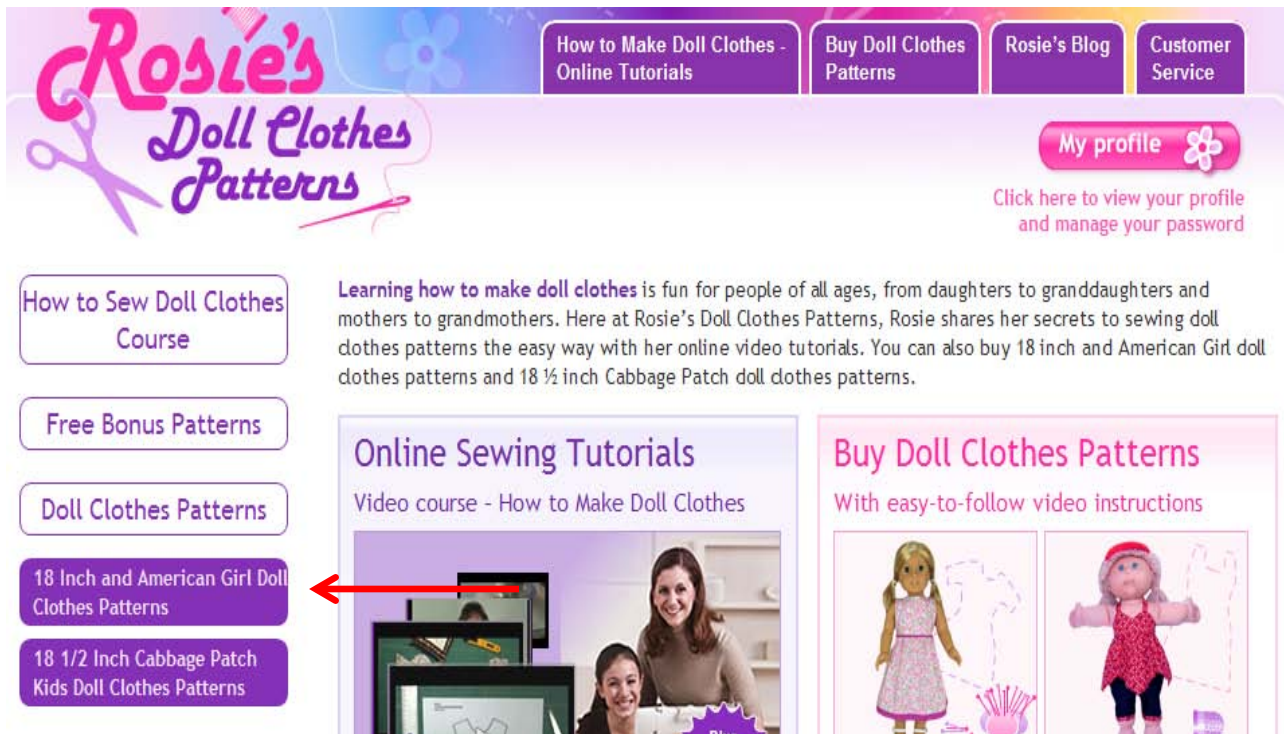 Rosie's
Doll Clothes
Patterns
How to Make Doll Clothes -
Online Tutorials
Buy Doll Clothes
Patterns
Rosie's Blog
Customer
Service
My profile
Click here to view your profile
and manage your password
How to Sew Doll Clothes
Course
Free Bonus Patterns
Doll Clothes Patterns
18 Inch and American Girl Doll
Clothes Patterns
18 1/2 Inch Cabbage Patch
Kids Doll Clothes Patterns
Learning how to make doll clothes is fun for people of all ages, from daughters to granddaughters and
mothers to grandmothers. Here at Rosie's Doll Clothes Patterns, Rosie shares her secrets to sewing doll
clothes patterns the easy way with her online video tutorials. You can also buy 18 inch and American Girl doll
clothes patterns and 18 ½ inch Cabbage Patch doll clothes patterns.
Online Sewing Tutorials
Video course - How to Make Doll Clothes
Buy Doll Clothes Patterns
With easy-to-follow video instructions